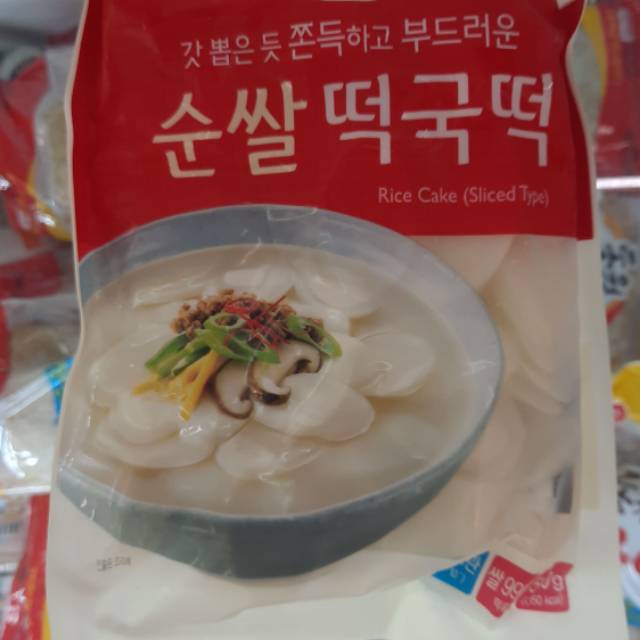 갓 뽑은 듯 쫀득하고 부드러운
순쌀 떡국떡
Rice Cake (Sliced Type)